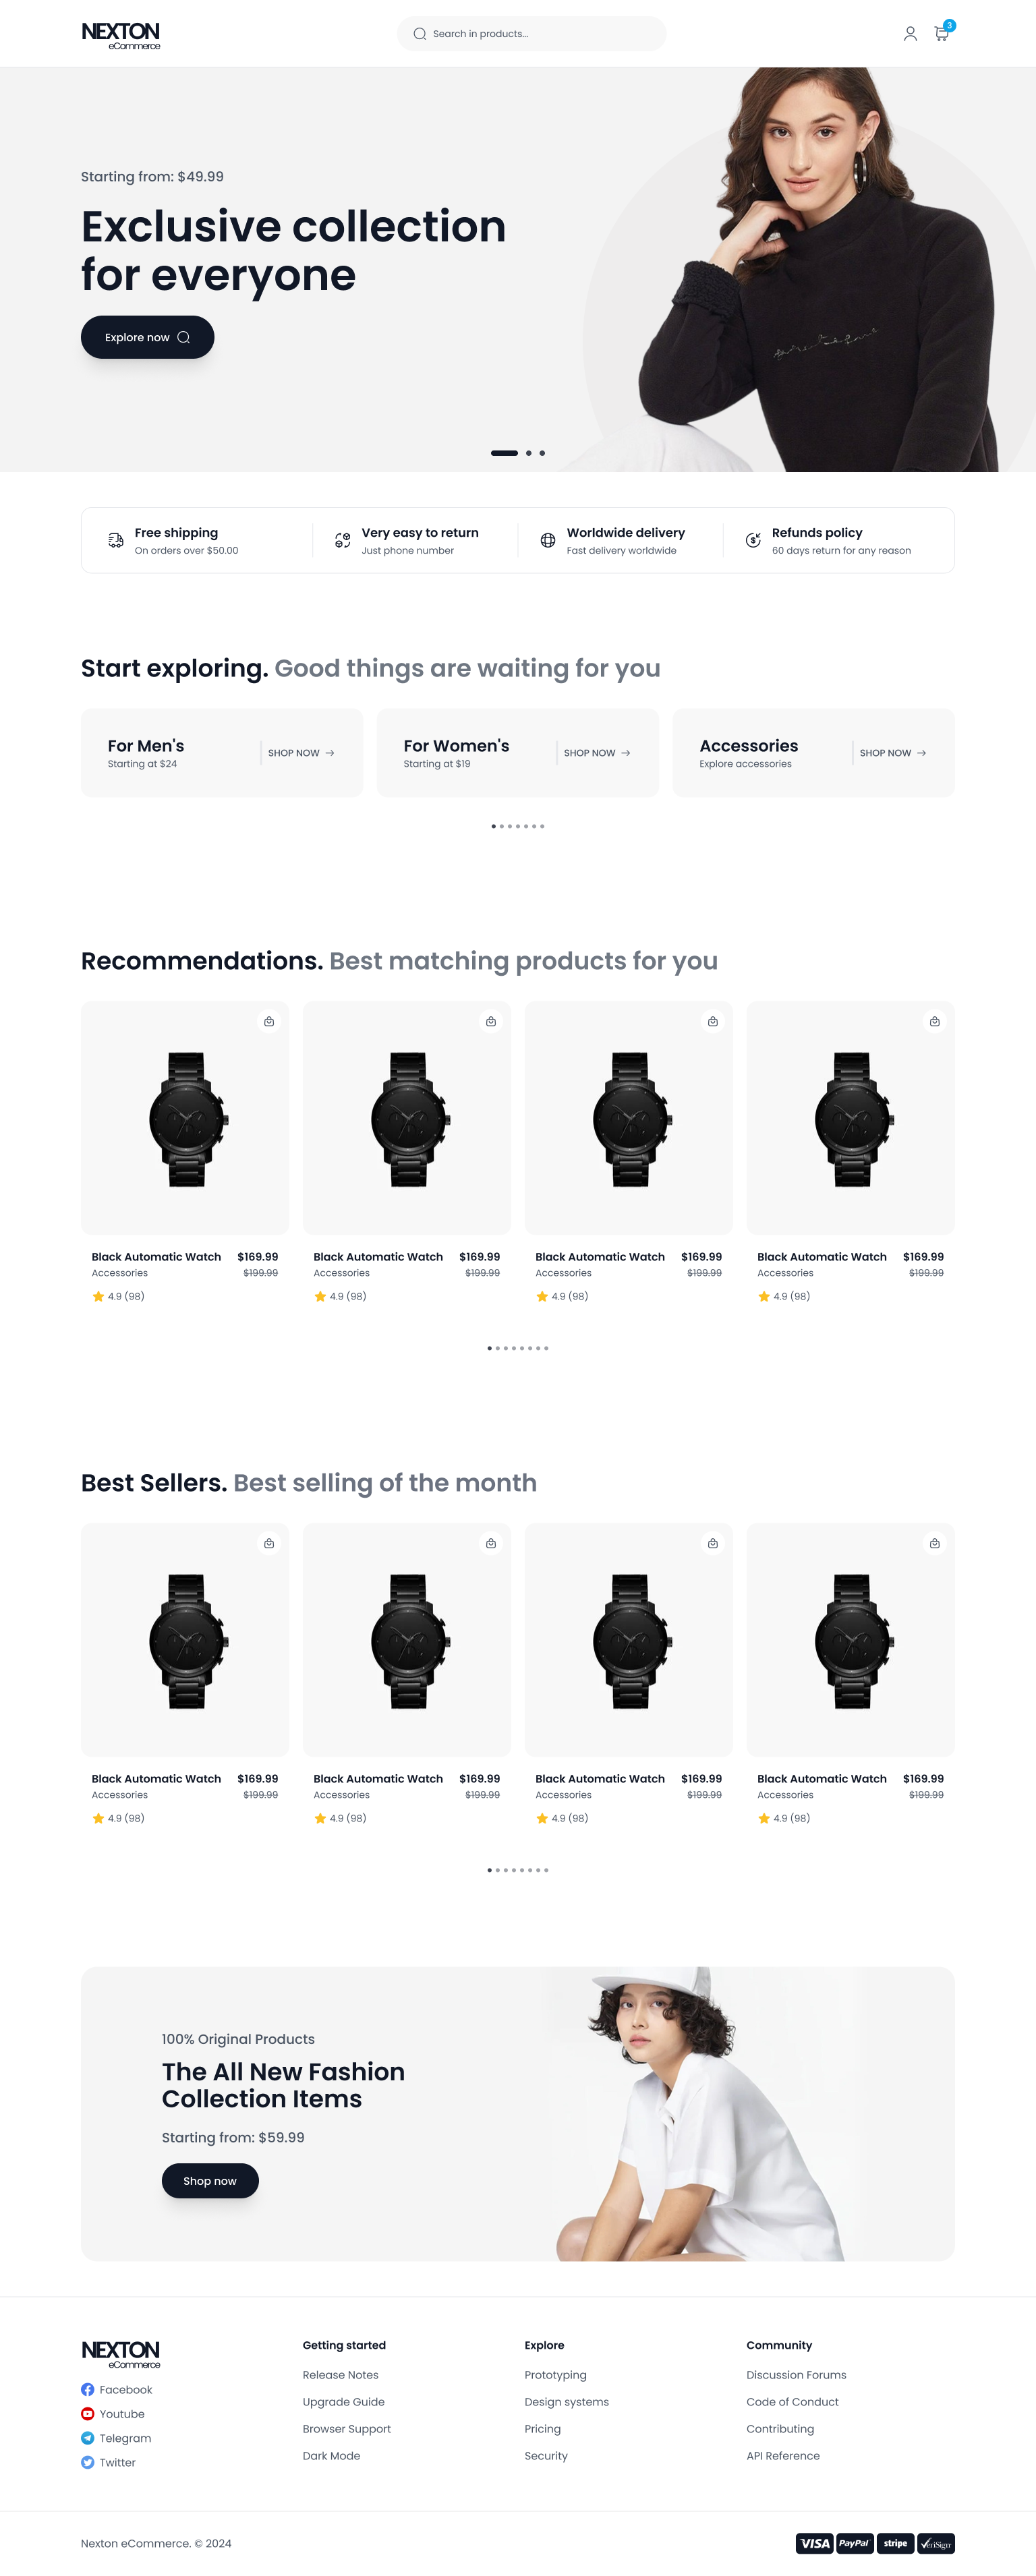 NEXTON
eCommerce
Search in products...
3
Starting from: $49.99
Exclusive collection
for everyone
Explore now
Free shipping
On orders over $50.00
Very easy to return
Just phone number
Worldwide delivery
Fast delivery worldwide
Refunds policy
60 days return for any reason
Start exploring. Good things are waiting for you
For Men's
Starting at $24
SHOP NOW
For Women's
Starting at $19
SHOP NOW
Accessories
Explore accessories
SHOP NOW
Recommendations. Best matching products for you
Black Automatic Watch $169.99
Accessories $199.99
4.9 (98)
Black Automatic Watch $169.99
Accessories $199.99
4.9 (98)
Black Automatic Watch $169.99
Accessories $199.99
4.9 (98)
Black Automatic Watch $169.99
Accessories $199.99
4.9 (98)
Best Sellers. Best selling of the month
Black Automatic Watch $169.99
Accessories $199.99
4.9 (98)
Black Automatic Watch $169.99
Accessories $199.99
4.9 (98)
Black Automatic Watch $169.99
Accessories $199.99
4.9 (98)
Black Automatic Watch $169.99
Accessories $199.99
4.9 (98)
100% Original Products
The All New Fashion
Collection Items
Starting from: $59.99
Shop now
NEXTON
eCommerce
Facebook
Youtube
Telegram
Twitter
Getting started
Release Notes
Upgrade Guide
Browser Support
Dark Mode
Explore
Prototyping
Design systems
Pricing
Security
Community
Discussion Forums
Code of Conduct
Contributing
API Reference
Nexton eCommerce. © 2024
VISA
PayPal
stripe
VeriSign